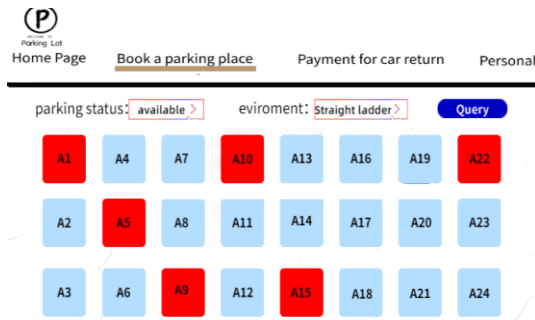 P
WELCOME TO
Parking Lot
Home Page Book a parking place Payment for car return Personal
parking status: available > eviroment: Straight ladder > Query
A1 A4 A7 A10 A13 A16 A19 A22
A2 A5 A8 A11 A14 A17 A20 A23
A3 A6 A9 A12 A15 A18 A21 A24